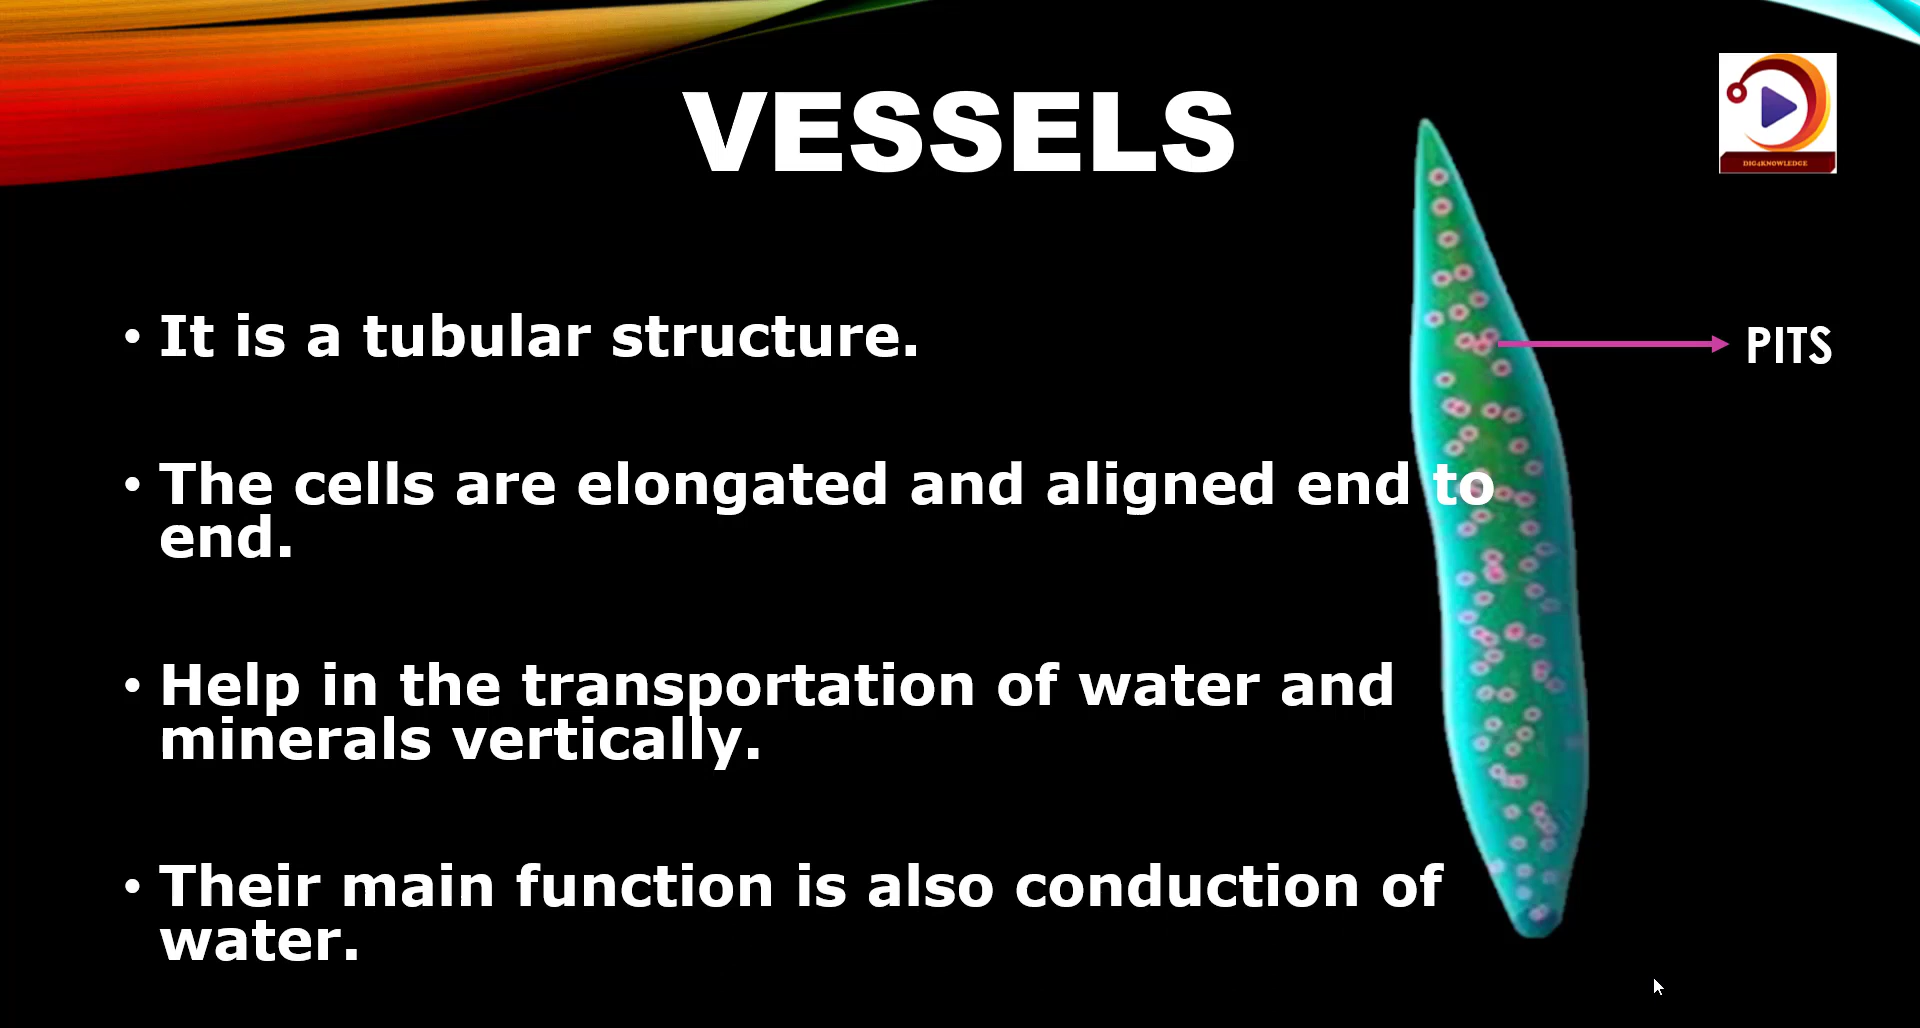 VESSELS
DIG4KNOWLEDGE
• It is a tubular structure.
PITS
• The cells are elongated and aligned end to
end.
• Help in the transportation of water and
minerals vertically.
• Their main function is also conduction of
water.